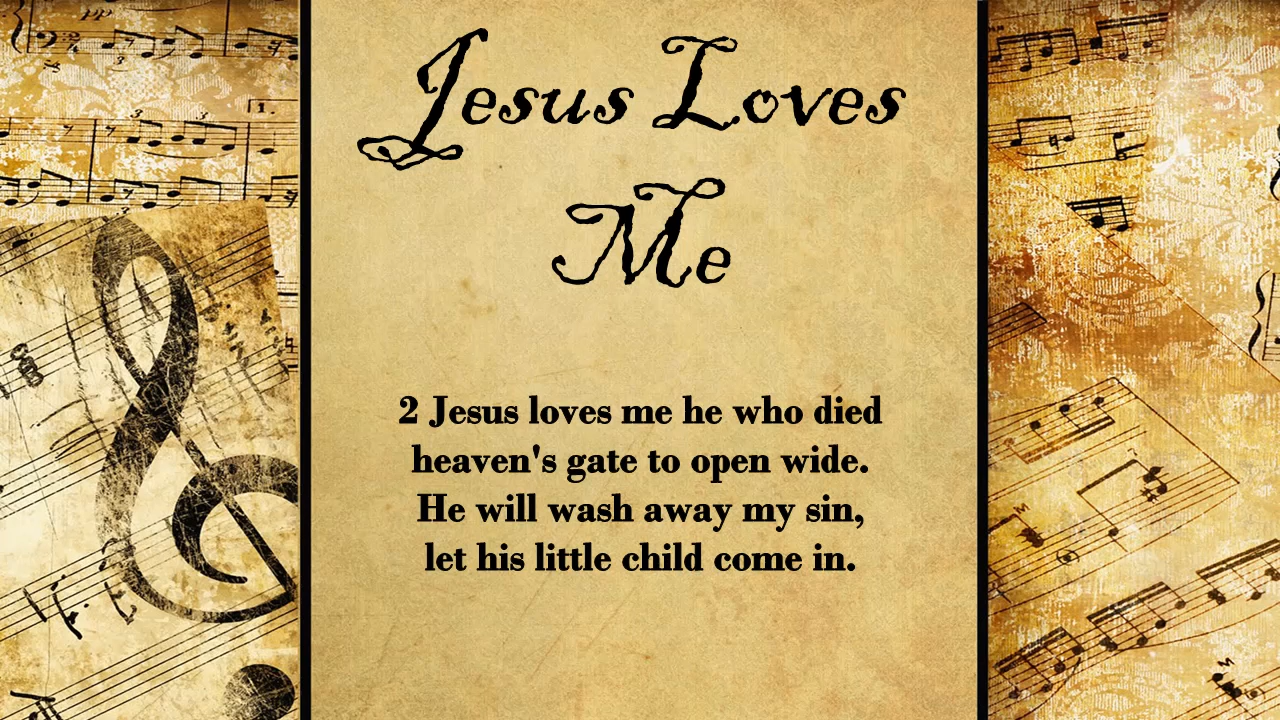 Jesus Loves
Me
2 Jesus loves me he who died
heaven's gate to open wide.
He will wash away my sin,
let his little child come in.